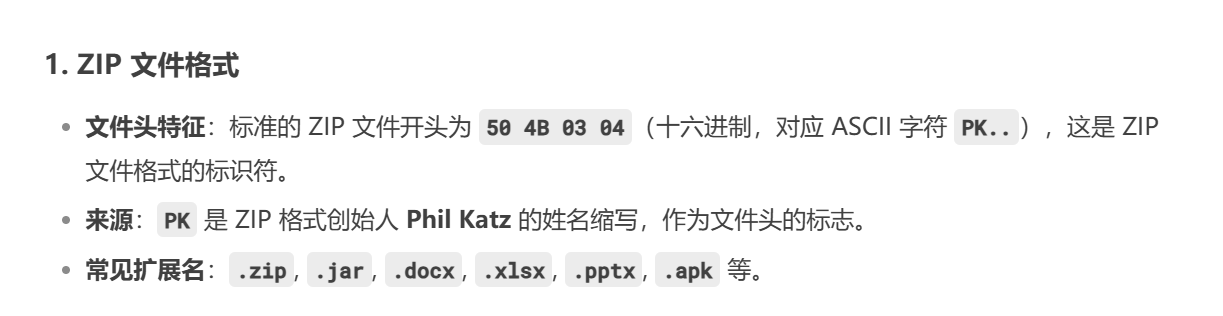 1. ZIP 文件格式
文件头特征：标准的 ZIP 文件开头为 50 4B 03 04（十六进制，对应 ASCII 字符 PK..），这是 ZIP
文件格式的标识符。
来源：PK 是 ZIP 格式创始人 Phil Katz 的姓名缩写，作为文件头的标志。
常见扩展名：.zip, .jar, .docx, .xlsx, .pptx, .apk 等。